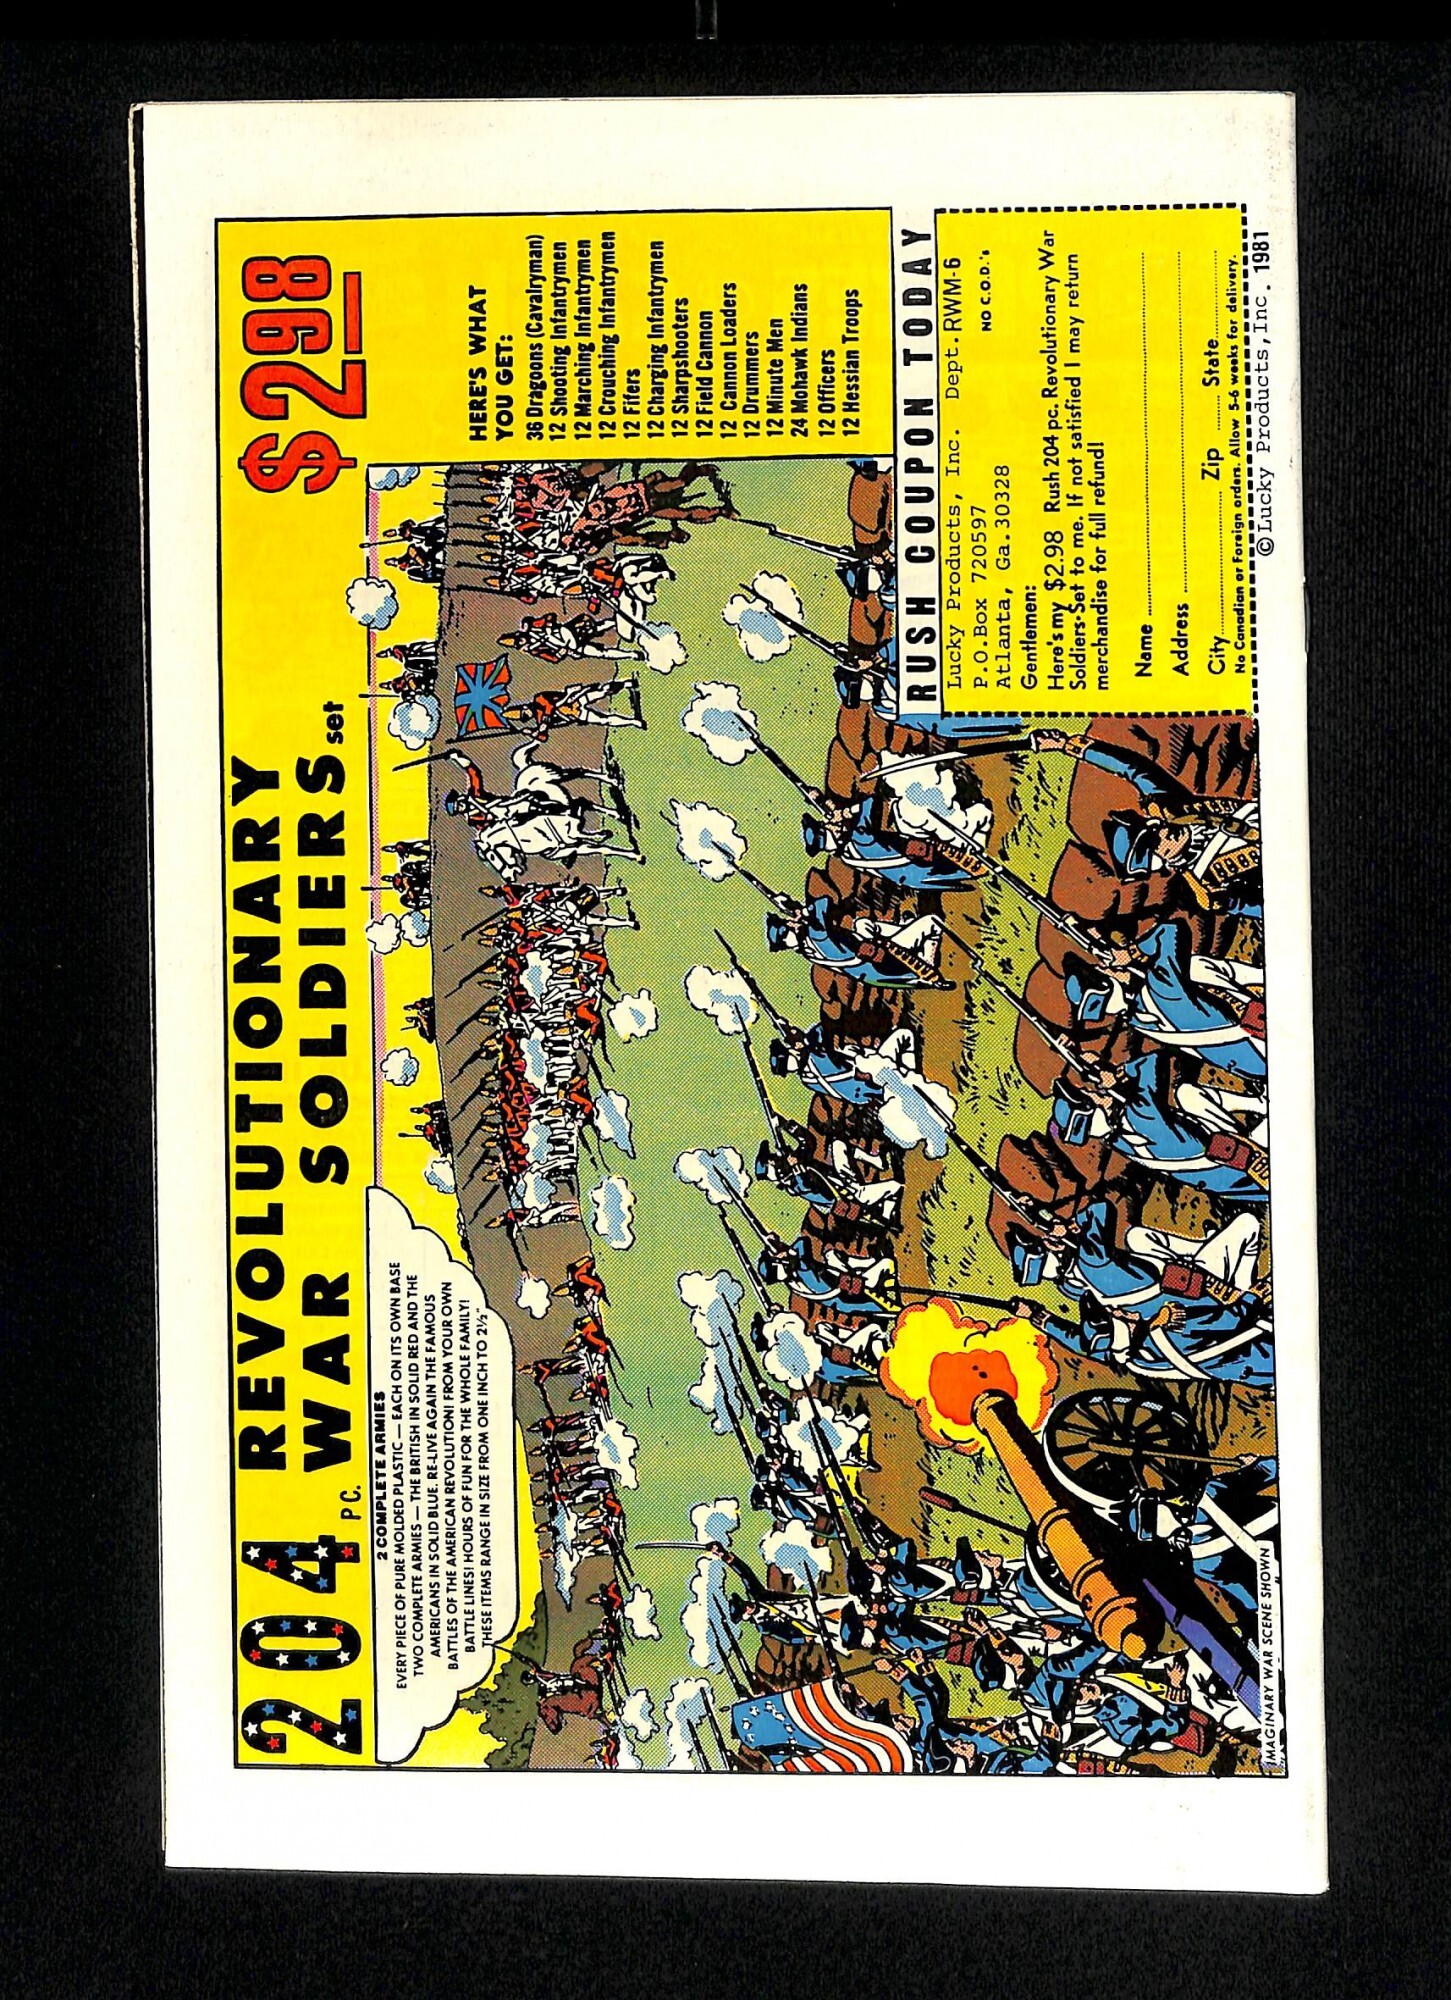 204 PC. REVOLUTIONARY
WAR SOLDIERS set
$2.98
2 COMPLETE ARMIES
EVERY PIECE OF PURE MOLDED PLASTIC — EACH ON ITS OWN BASE
TWO COMPLETE ARMIES — THE BRITISH IN SOLID RED AND THE
AMERICANS IN SOLID BLUE. RE-LIVE AGAIN THE FAMOUS
BATTLES OF THE AMERICAN REVOLUTION! FROM YOUR OWN
BATTLE LINES! HOURS OF FUN FOR THE WHOLE FAMILY!
THESE ITEMS RANGE IN SIZE FROM ONE INCH TO 2½"
HERE'S WHAT
YOU GET:
36 Dragoons (Cavalryman)
12 Shooting Infantrymen
12 Marching Infantrymen
12 Crouching Infantrymen
12 Fifers
12 Charging Infantrymen
12 Sharpshooters
12 Field Cannon
12 Cannon Loaders
12 Drummers
12 Minute Men
24 Mohawk Indians
12 Officers
12 Hessian Troops
RUSH COUPON TODAY
Lucky Products, Inc. Dept.RWM-6
P.O.Box 720597
NO C.O.D.'s
Atlanta, Ga.30328
Gentlemen:
Here's my $2.98 Rush 204 pc. Revolutionary War
Soldiers•Set to me. If not satisfied I may return
merchandise for full refund!
Name
Address
City Zip State
No Canadian or Foreign orders. Allow 5-6 weeks for delivery.
© Lucky Products,Inc. 1981
IMAGINARY WAR SCENE SHOWN